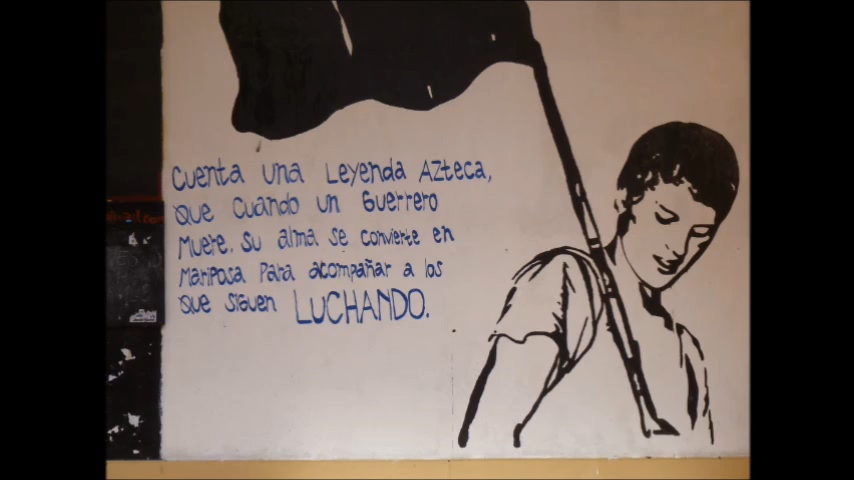 Cuenta una Leyenda Azteca,
Que Cuando un Guerrero
Muere. Su alma se convierte en
Mariposa Para acompañar a los
Que siguen LUCHANDO.